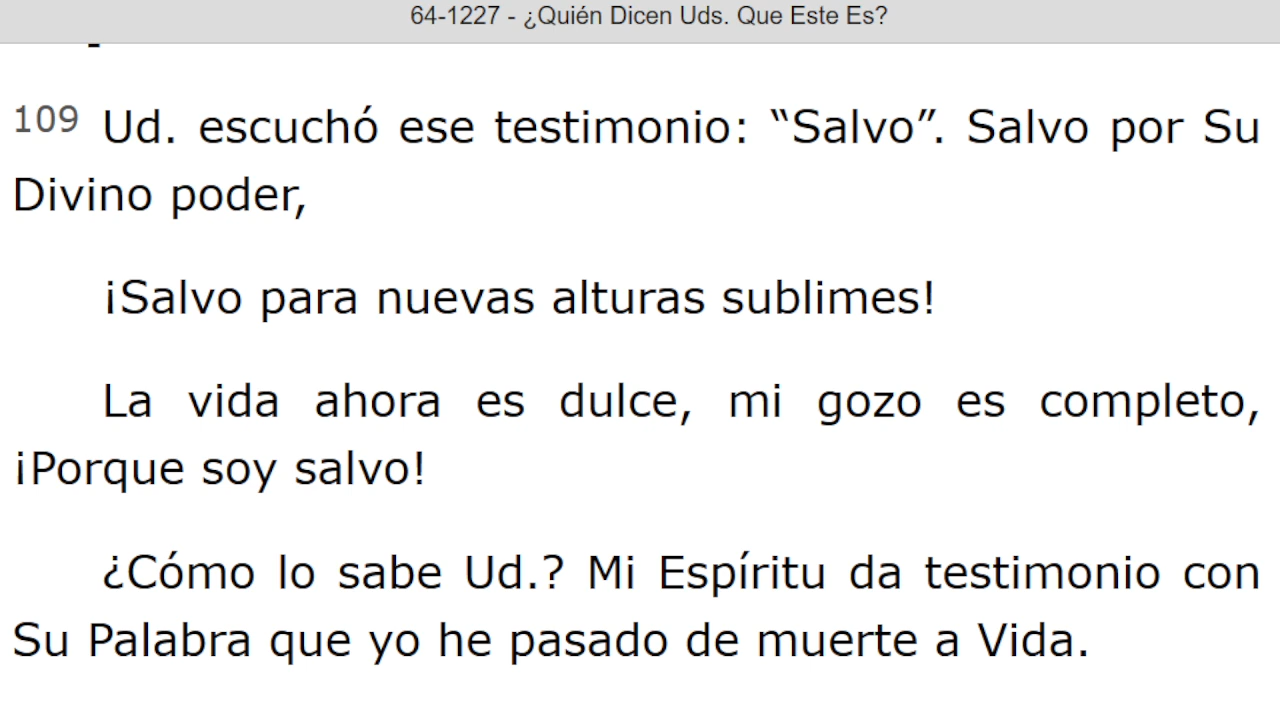 64-1227 - ¿Quién Dicen Uds. Que Este Es?
109 Ud. escuchó ese testimonio: “Salvo”. Salvo por Su
Divino poder,
¡Salvo para nuevas alturas sublimes!
La vida ahora es dulce, mi gozo es completo,
¡Porque soy salvo!
¿Cómo lo sabe Ud.? Mi Espíritu da testimonio con
Su Palabra que yo he pasado de muerte a Vida.